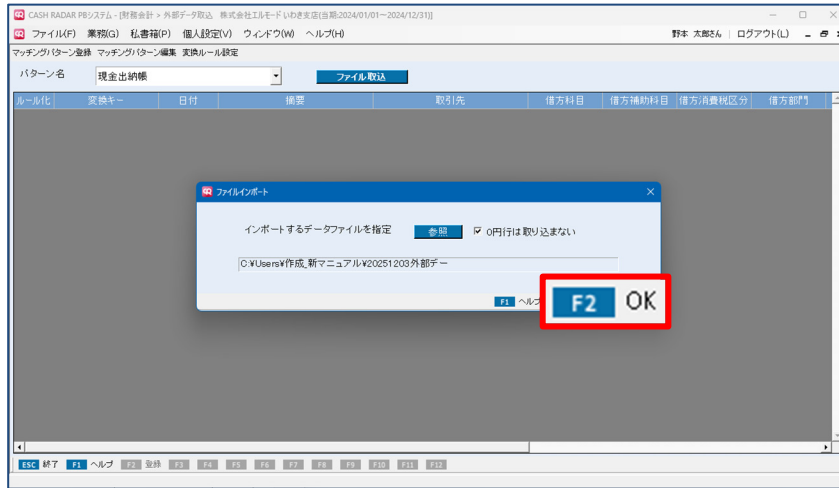 CASH RADAR PBシステム - [財務会計 > 外部データ取込　株式会社エルモード いわき支店(当期:2024/01/01～2024/12/31)]
ファイル(F) 業務(G) 私書箱(P) 個人設定(V) ウィンドウ(W) ヘルプ(H) 野本 太郎さん | ログアウト(L)
マッチングパターン登録 マッチングパターン編集 変換ルール設定
パターン名 現金出納帳 ファイル取込
ルール化 変換キー 日付 摘要 取引先 借方科目 借方補助科目 借方消費税区分 借方部門
ファイルインポート
インポートするデータファイルを指定 参照 0円行は取り込まない
C:¥Users¥作成_新マニュアル¥20251203外部デー
F1 ヘルプ F2 OK
ESC 終了 F1 ヘルプ F2 登録 F3 F4 F5 F6 F7 F8 F9 F10 F11 F12